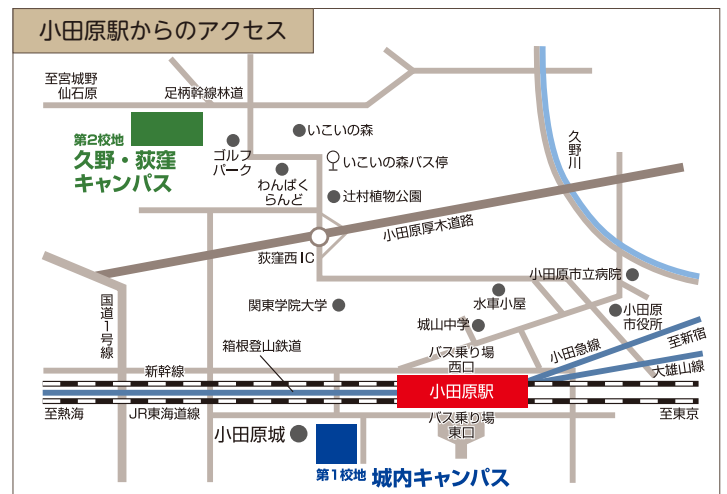 小田原駅からのアクセス
至宮城野
仙石原
足柄幹線林道
第2校地
久野・荻窪
キャンパス
ゴルフ
パーク
いこいの森
いこいの森バス停
わんぱく
らんど
辻村植物公園
久野川
小田原厚木道路
荻窪西IC
小田原市立病院
国道1号線
関東学院大学
水車小屋
小田原
市役所
城山中学
箱根登山鉄道
バス乗り場
西口
小田急線
至新宿
大雄山線
新幹線
小田原駅
至熱海
JR東海道線
バス乗り場
東口
至東京
小田原城
第1校地 城内キャンパス